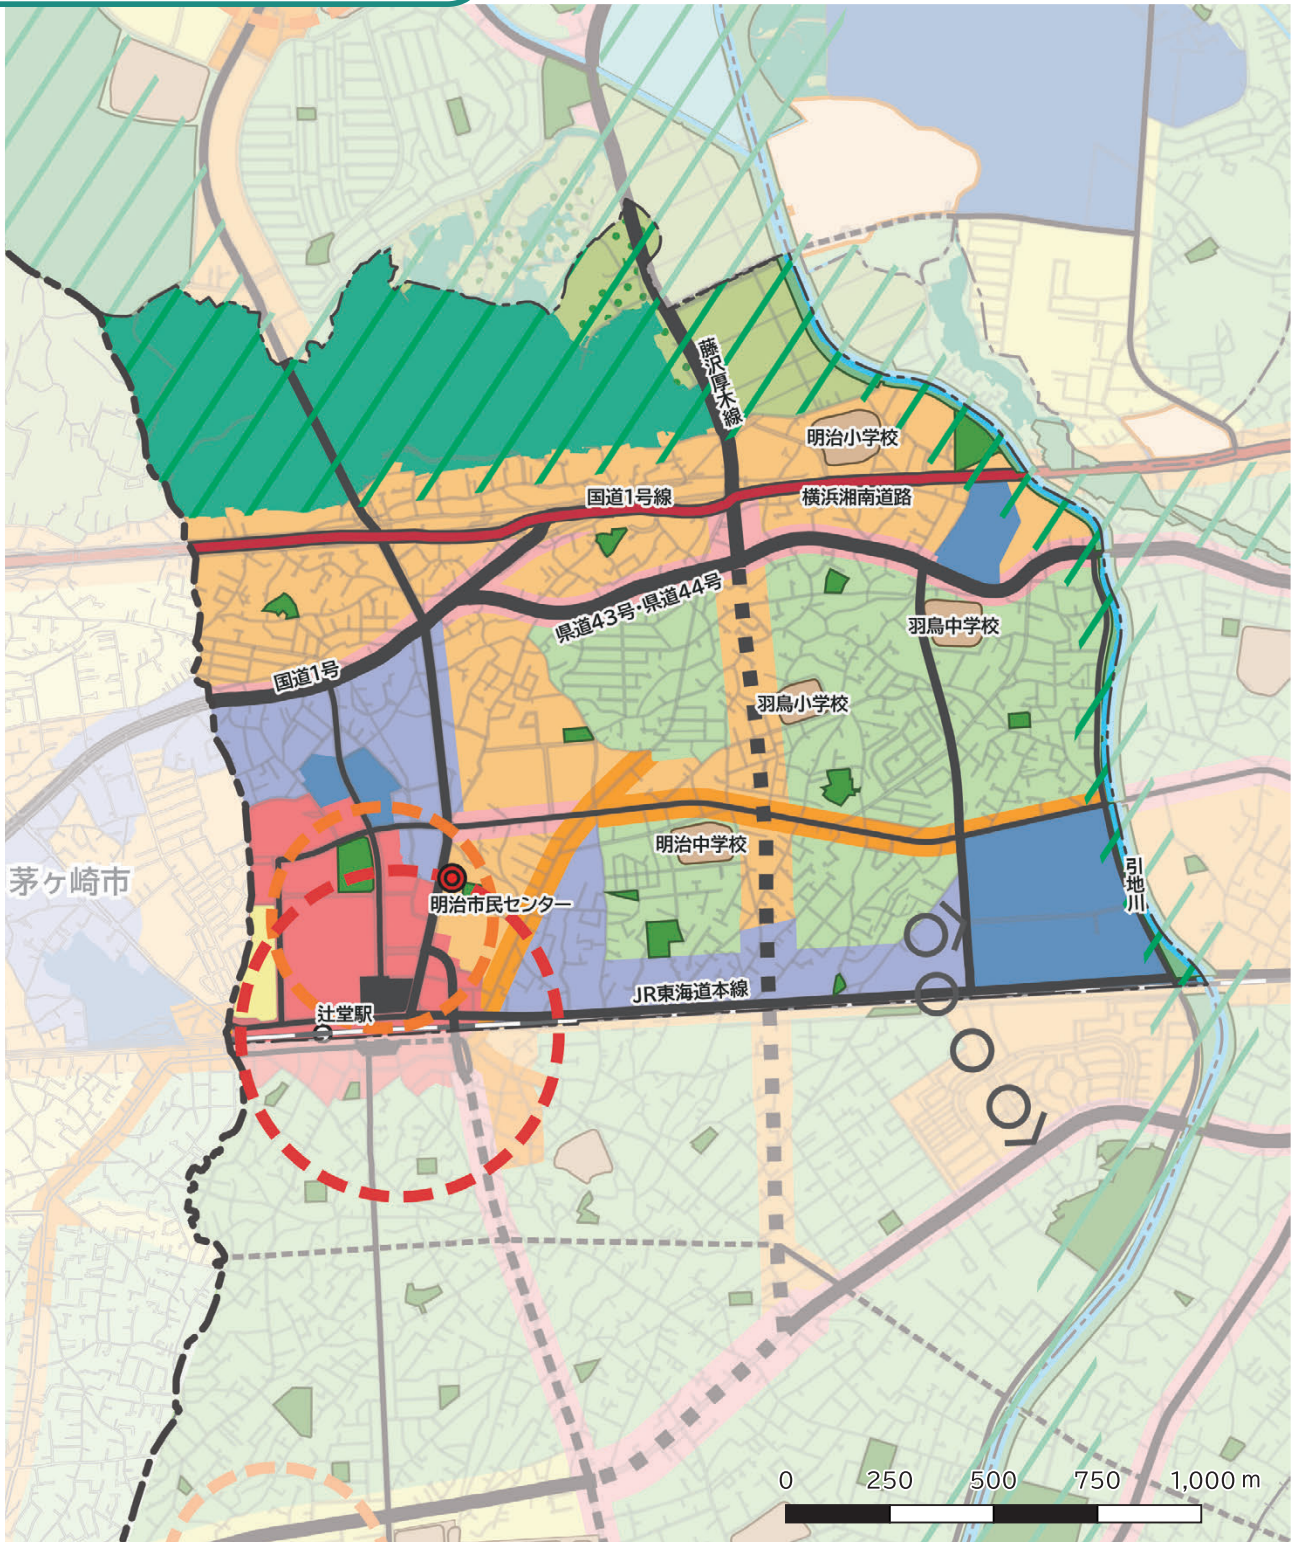 藤沢厚木線
明治小学校
国道1号線
横浜湘南道路
県道43号・県道44号
羽鳥中学校
国道1号
羽鳥小学校
明治中学校
茅ヶ崎市
引地川
明治市民センター
JR東海道本線
辻堂駅
0 250 500 750 1,000 m